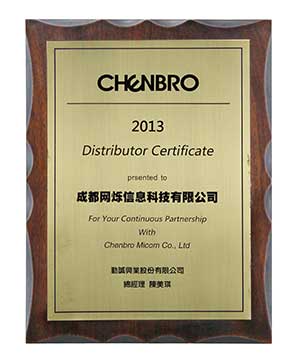 CHENBRO
2013
Distributor Certificate
prsented to
成都网烁信息科技有限公司
For Your Continuous Partnership
With
Chenbro Micom Co., Ltd
勤誠興業股份有限公司
總經理 陳美琪